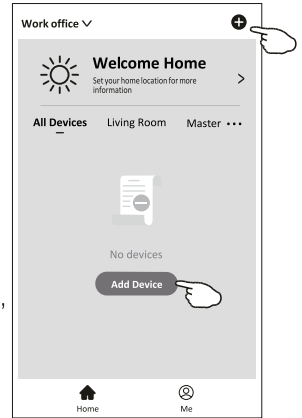 Work office
Welcome Home
Set your home location for more
information
All Devices Living Room Master •••
No devices
Add Device
,
Home Me